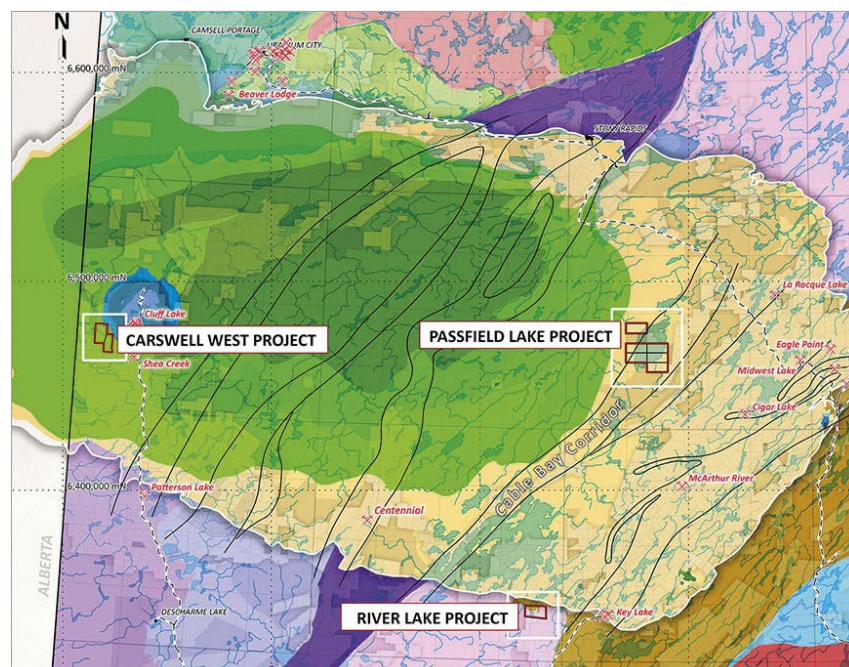 N
CAMSELL PORTAGE
URANIUM CITY
6,600,000 mN
Beaver Lodge
STONY RAPIDS
6,500,000 mN
La Rocque Lake
Cluff Lake
CARSWELL WEST PROJECT
PASSFIELD LAKE PROJECT
Eagle Point
Shea Creek
Midwest Lake
Cigar Lake
Cable Bay Corridor
6,400,000 mN
Patterson Lake
McArthur River
Centennial
ALBERTA
DESCHARME LAKE
RIVER LAKE PROJECT
Key Lake